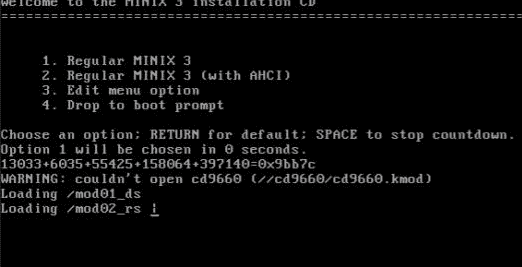 welcome to the MINIX 3 installation CD
================================================================
1. Regular MINIX 3
2. Regular MINIX 3 (with AHCI)
3. Edit menu option
4. Drop to boot prompt
Choose an option; RETURN for default; SPACE to stop countdown.
Option 1 will be chosen in 0 seconds.
13033+6035+55425+158064+397140=0x9bb7c
WARNING: couldn't open cd9660 (//cd9660/cd9660.kmod)
Loading /mod01_ds
Loading /mod02_rs |